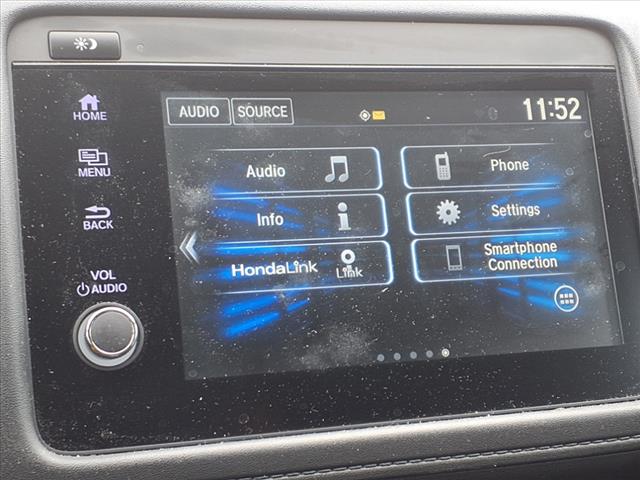 HOME
MENU
BACK
VOL
AUDIO
AUDIO SOURCE
11:52
Audio
Phone
Info
Settings
HondaLink
Link
Smartphone
Connection